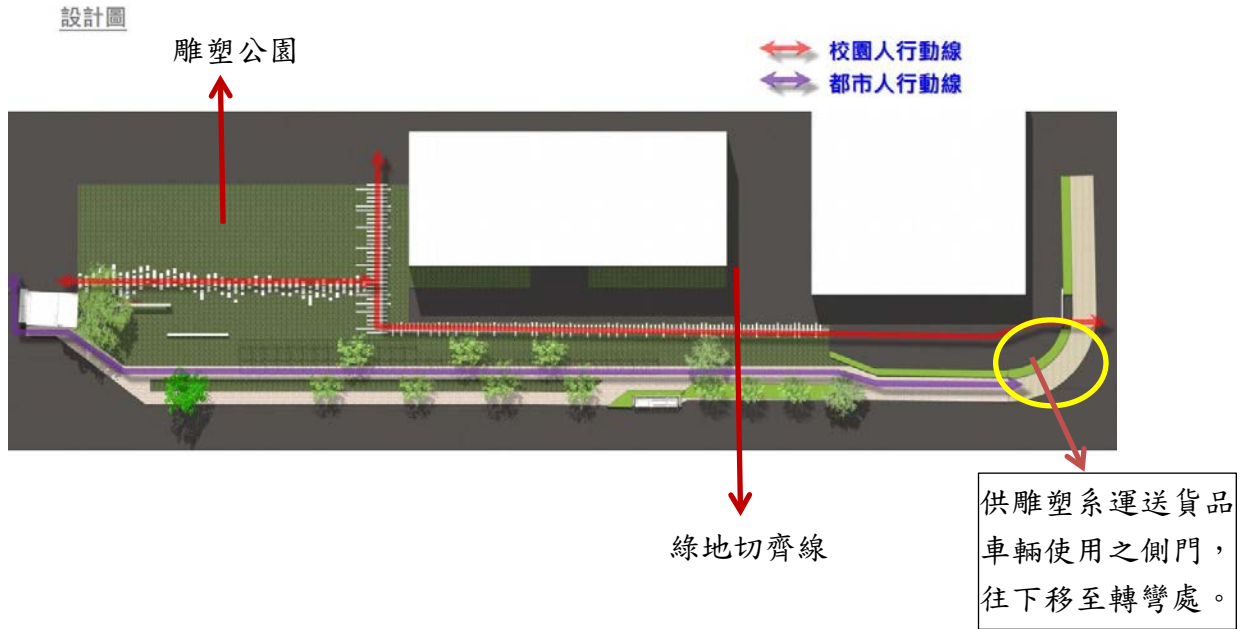 設計圖
雕塑公園
校園人行動線
都市人行動線
綠地切齊線
供雕塑系運送貨品
車輛使用之側門，
往下移至轉彎處。